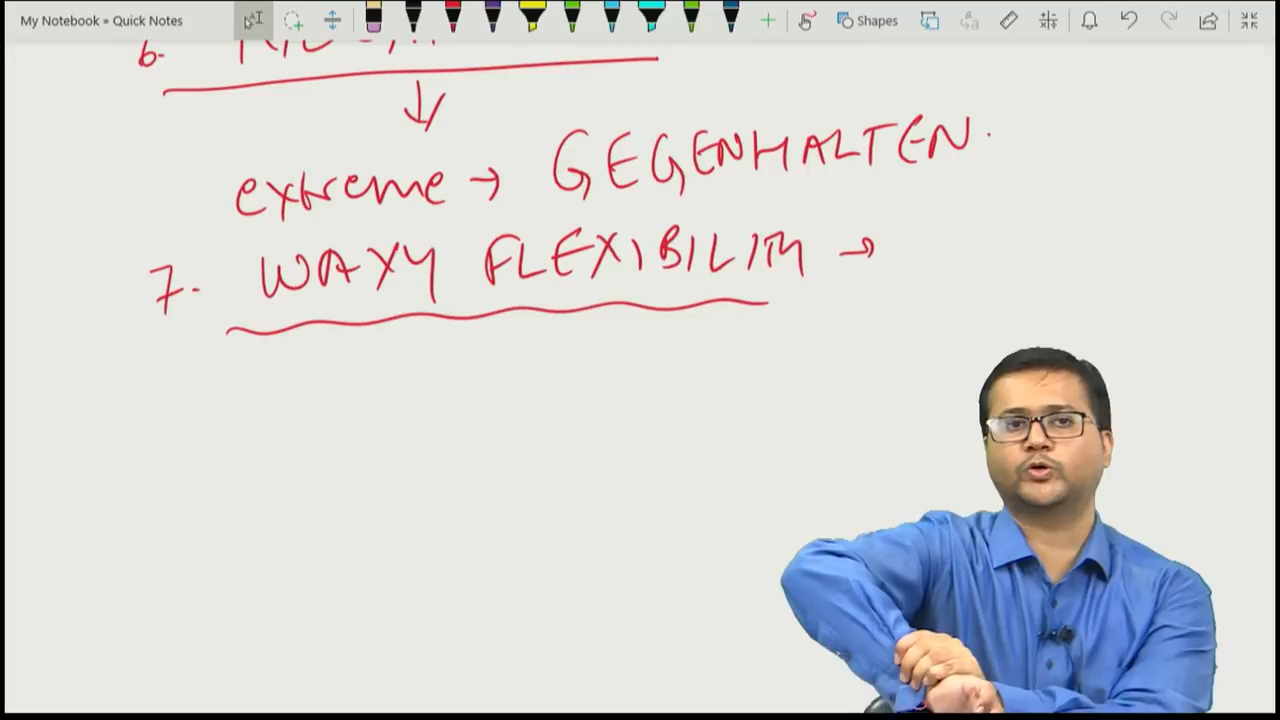 My Notebook » Quick Notes
Shapes
6.
extreme → GEGENHALTEN.
7. WAXY FLEXIBILITY →